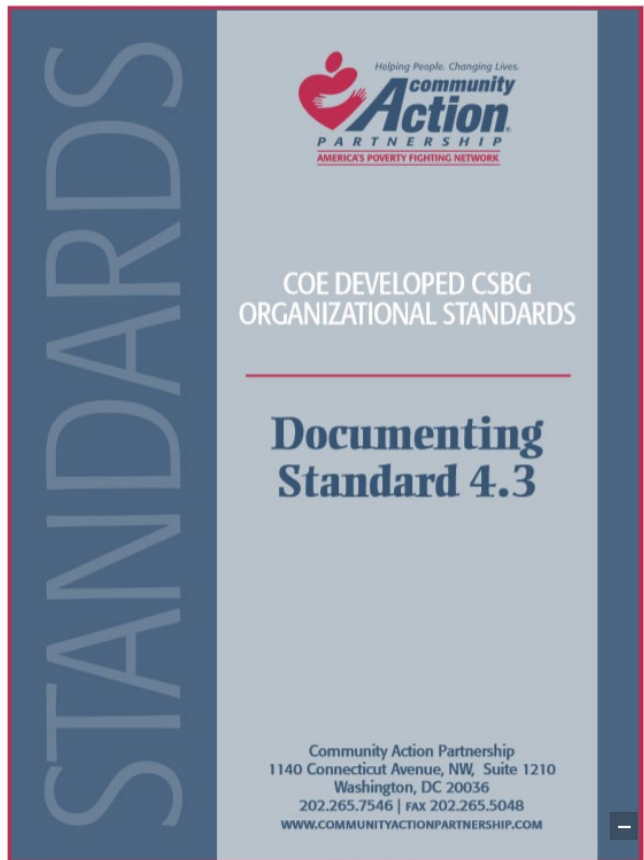 STANDARDS
Helping People. Changing Lives.
community
Action
PARTNERSHIP
AMERICA'S POVERTY FIGHTING NETWORK
COE DEVELOPED CSBG
ORGANIZATIONAL STANDARDS
Documenting
Standard 4.3
Community Action Partnership
1140 Connecticut Avenue, NW, Suite 1210
Washington, DC 20036
202.265.7546 | FAX 202.265.5048
WWW.COMMUNITYACTIONPARTNERSHIP.COM